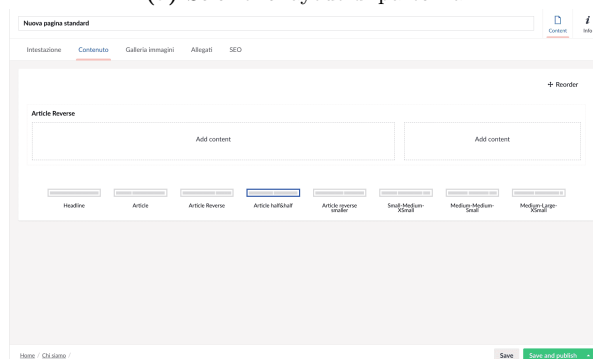 Nuova pagina standard
Content
Info
Intestazione Contenuto Galleria immagini Allegati SEO
+ Reorder
Article Reverse
Add content Add content
Headline Article Article Reverse Article half&half Article reverse smaller Small-Medium-XSmall Medium-Medium-Small Medium-Large-XSmall
Home / Chi siamo /
Save Save and publish